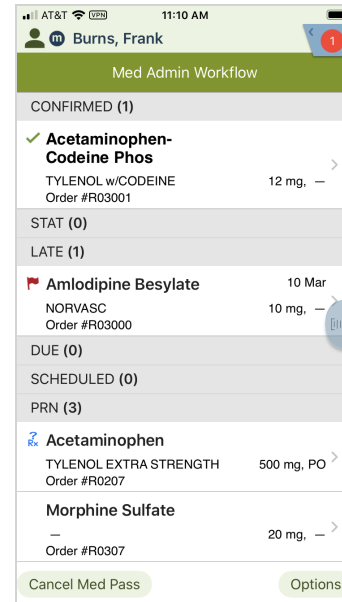 AT&T VPN 11:10 AM
m Burns, Frank
1
Med Admin Workflow
CONFIRMED (1)
Acetaminophen-
Codeine Phos
TYLENOL w/CODEINE 12 mg, —
Order #R03001
STAT (0)
LATE (1)
Amlodipine Besylate 10 Mar
NORVASC 10 mg, —
Order #R03000
DUE (0)
SCHEDULED (0)
PRN (3)
? Rx Acetaminophen
TYLENOL EXTRA STRENGTH 500 mg, PO
Order #R0207
Morphine Sulfate
— 20 mg, —
Order #R0307
Cancel Med Pass Options